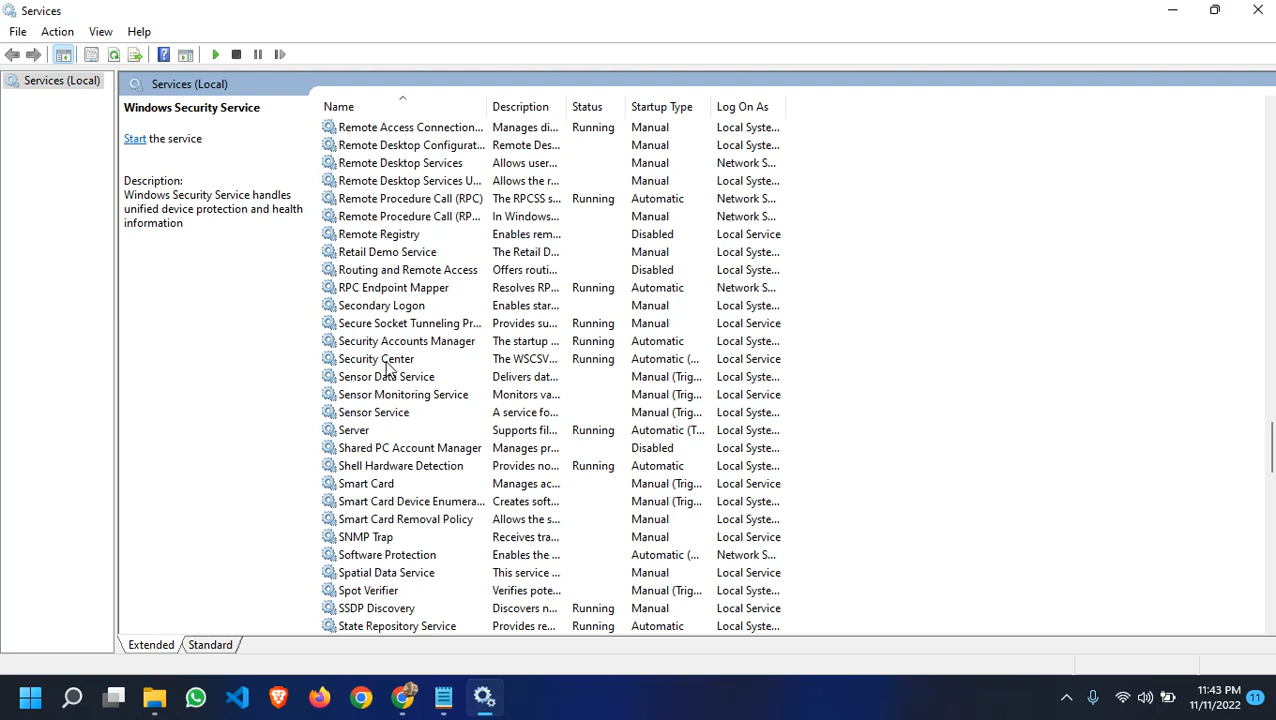 Services
File Action View Help
Services (Local)
Services (Local)
Windows Security Service
Start the service
Description:
Windows Security Service handles
unified device protection and health
information
Name Description Status Startup Type Log On As
Remote Access Connection... Manages di... Running Manual Local Syste...
Remote Desktop Configurat... Remote Des... Manual Local Syste...
Remote Desktop Services Allows user... Manual Network S...
Remote Desktop Services U... Allows the r... Manual Local Syste...
Remote Procedure Call (RPC) The RPCSS s... Running Automatic Network S...
Remote Procedure Call (RP... In Windows... Manual Network S...
Remote Registry Enables rem... Disabled Local Service
Retail Demo Service The Retail D... Manual Local Syste...
Routing and Remote Access Offers routi... Disabled Local Syste...
RPC Endpoint Mapper Resolves RP... Running Automatic Network S...
Secondary Logon Enables star... Manual Local Syste...
Secure Socket Tunneling Pr... Provides su... Running Manual Local Service
Security Accounts Manager The startup ... Running Automatic Local Syste...
Security Center The WSCSV... Running Automatic (... Local Service
Sensor Data Service Delivers dat... Manual (Trig... Local Syste...
Sensor Monitoring Service Monitors va... Manual (Trig... Local Service
Sensor Service A service fo... Manual (Trig... Local Syste...
Server Supports fil... Running Automatic (T... Local Syste...
Shared PC Account Manager Manages pr... Disabled Local Syste...
Shell Hardware Detection Provides no... Running Automatic Local Syste...
Smart Card Manages ac... Manual (Trig... Local Service
Smart Card Device Enumera... Creates soft... Manual (Trig... Local Syste...
Smart Card Removal Policy Allows the s... Manual Local Syste...
SNMP Trap Receives tra... Manual Local Service
Software Protection Enables the ... Automatic (... Network S...
Spatial Data Service This service ... Manual Local Service
Spot Verifier Verifies pote... Manual (Trig... Local Syste...
SSDP Discovery Discovers n... Running Manual Local Service
State Repository Service Provides re... Running Automatic Local Syste...
Extended Standard
11:43 PM
11/11/2022
11